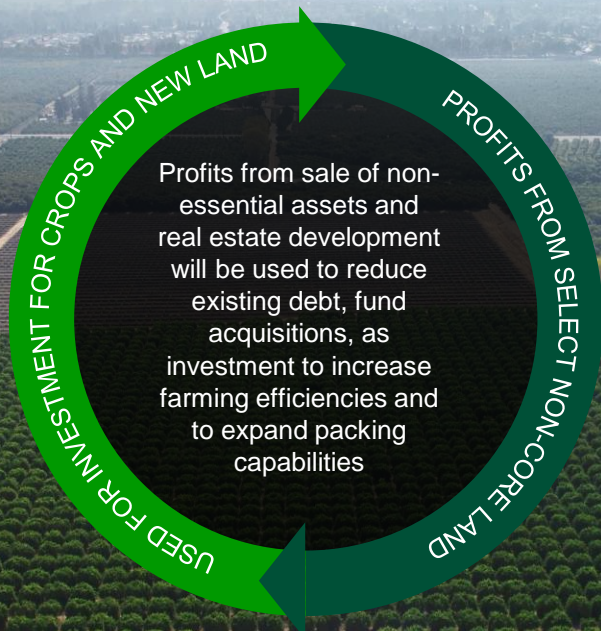 USED FOR INVESTMENT FOR CROPS AND NEW LAND
PROFITS FROM SELECT NON-CORE LAND
Profits from sale of non-
essential assets and
real estate development
will be used to reduce
existing debt, fund
acquisitions, as
investment to increase
farming efficiencies and
to expand packing
capabilities